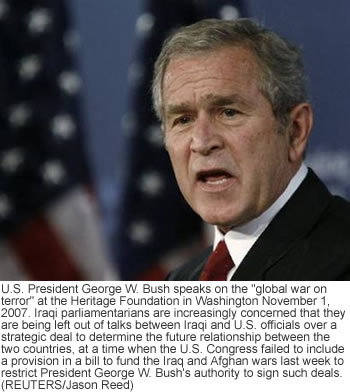 U.S. President George W. Bush speaks on the "global war on
terror" at the Heritage Foundation in Washington November 1,
2007. Iraqi parliamentarians are increasingly concerned that they
are being left out of talks between Iraqi and U.S. officials over a
strategic deal to determine the future relationship between the
two countries, at a time when the U.S. Congress failed to include
a provision in a bill to fund the Iraq and Afghan wars last week to
restrict President George W. Bush's authority to sign such deals.
(REUTERS/Jason Reed)